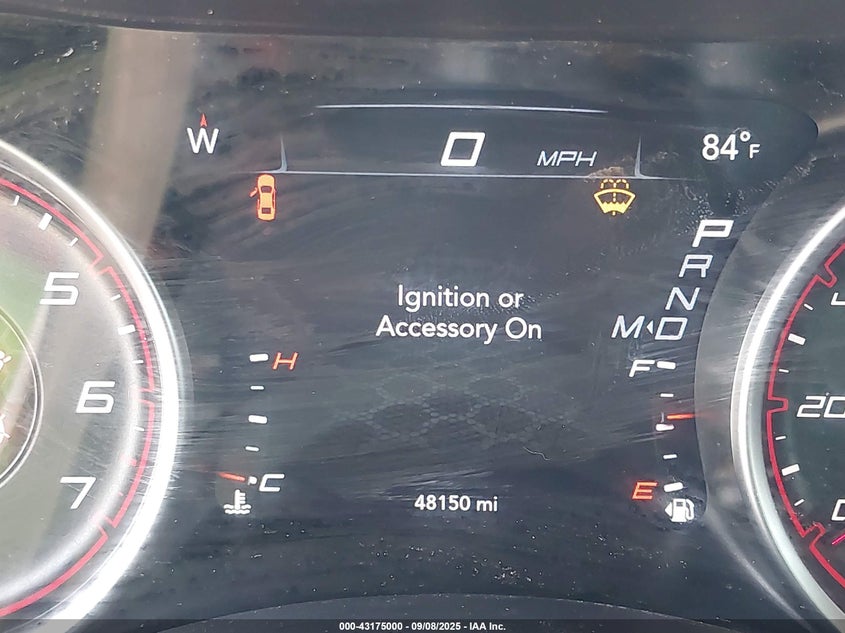 W
0 MPH
84°F
P
R
N
M D
Ignition or
Accessory On
5
6
7
H
C
F
E
20
0
48150 mi
000-43175000 - 09/08/2025 - IAA Inc.